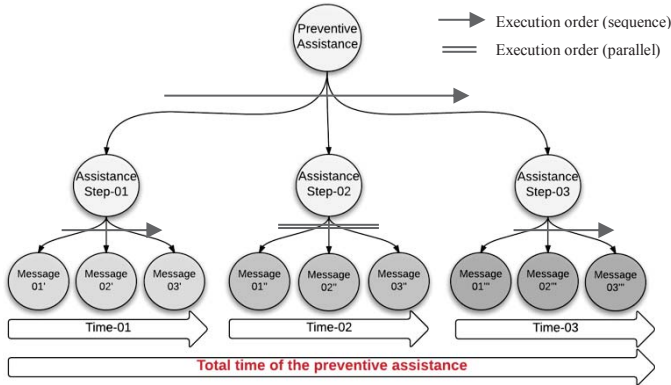 Preventive
Assistance
Execution order (sequence)
Execution order (parallel)
Assistance
Step-01
Assistance
Step-02
Assistance
Step-03
Message
01'
Message
02'
Message
03'
Message
01"
Message
02"
Message
03"
Message
01'"
Message
02'"
Message
03'"
Time-01
Time-02
Time-03
Total time of the preventive assistance